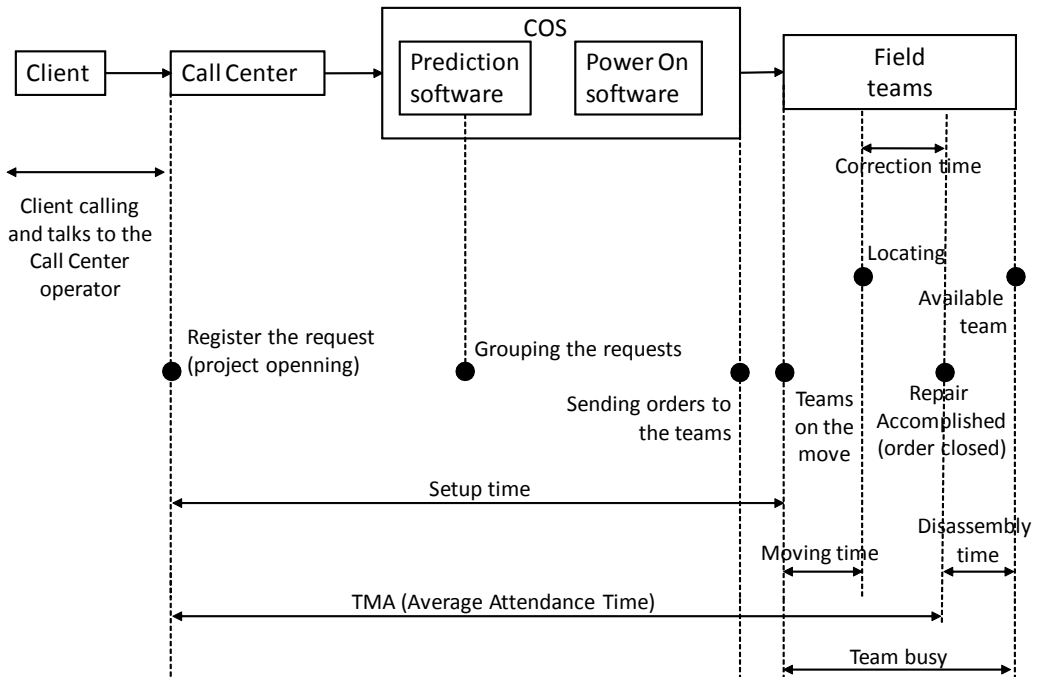 COS
Client
Call Center
Prediction
software
Power On
software
Field
teams
Correction time
Client calling
and talks to the
Call Center
operator
Locating
Available
team
Register the request
(project openning)
Grouping the requests
Sending orders to
the teams
Teams
on the
move
Repair
Accomplished
(order closed)
Setup time
Disassembly
time
Moving time
TMA (Average Attendance Time)
Team busy